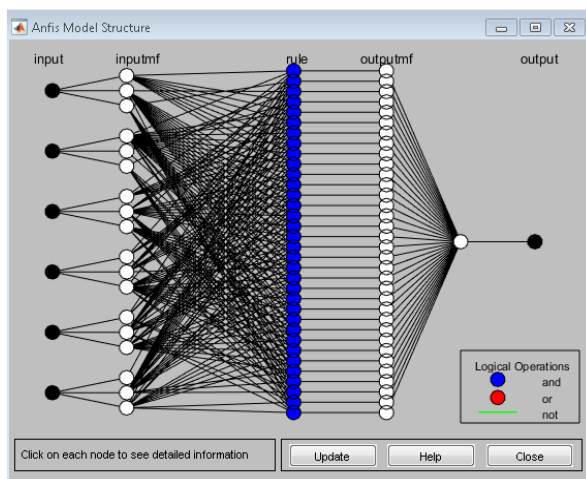 Anfis Model Structure
input inputmf rule outputmf output
Logical Operations
and
or
not
Click on each node to see detailed information
Update Help Close